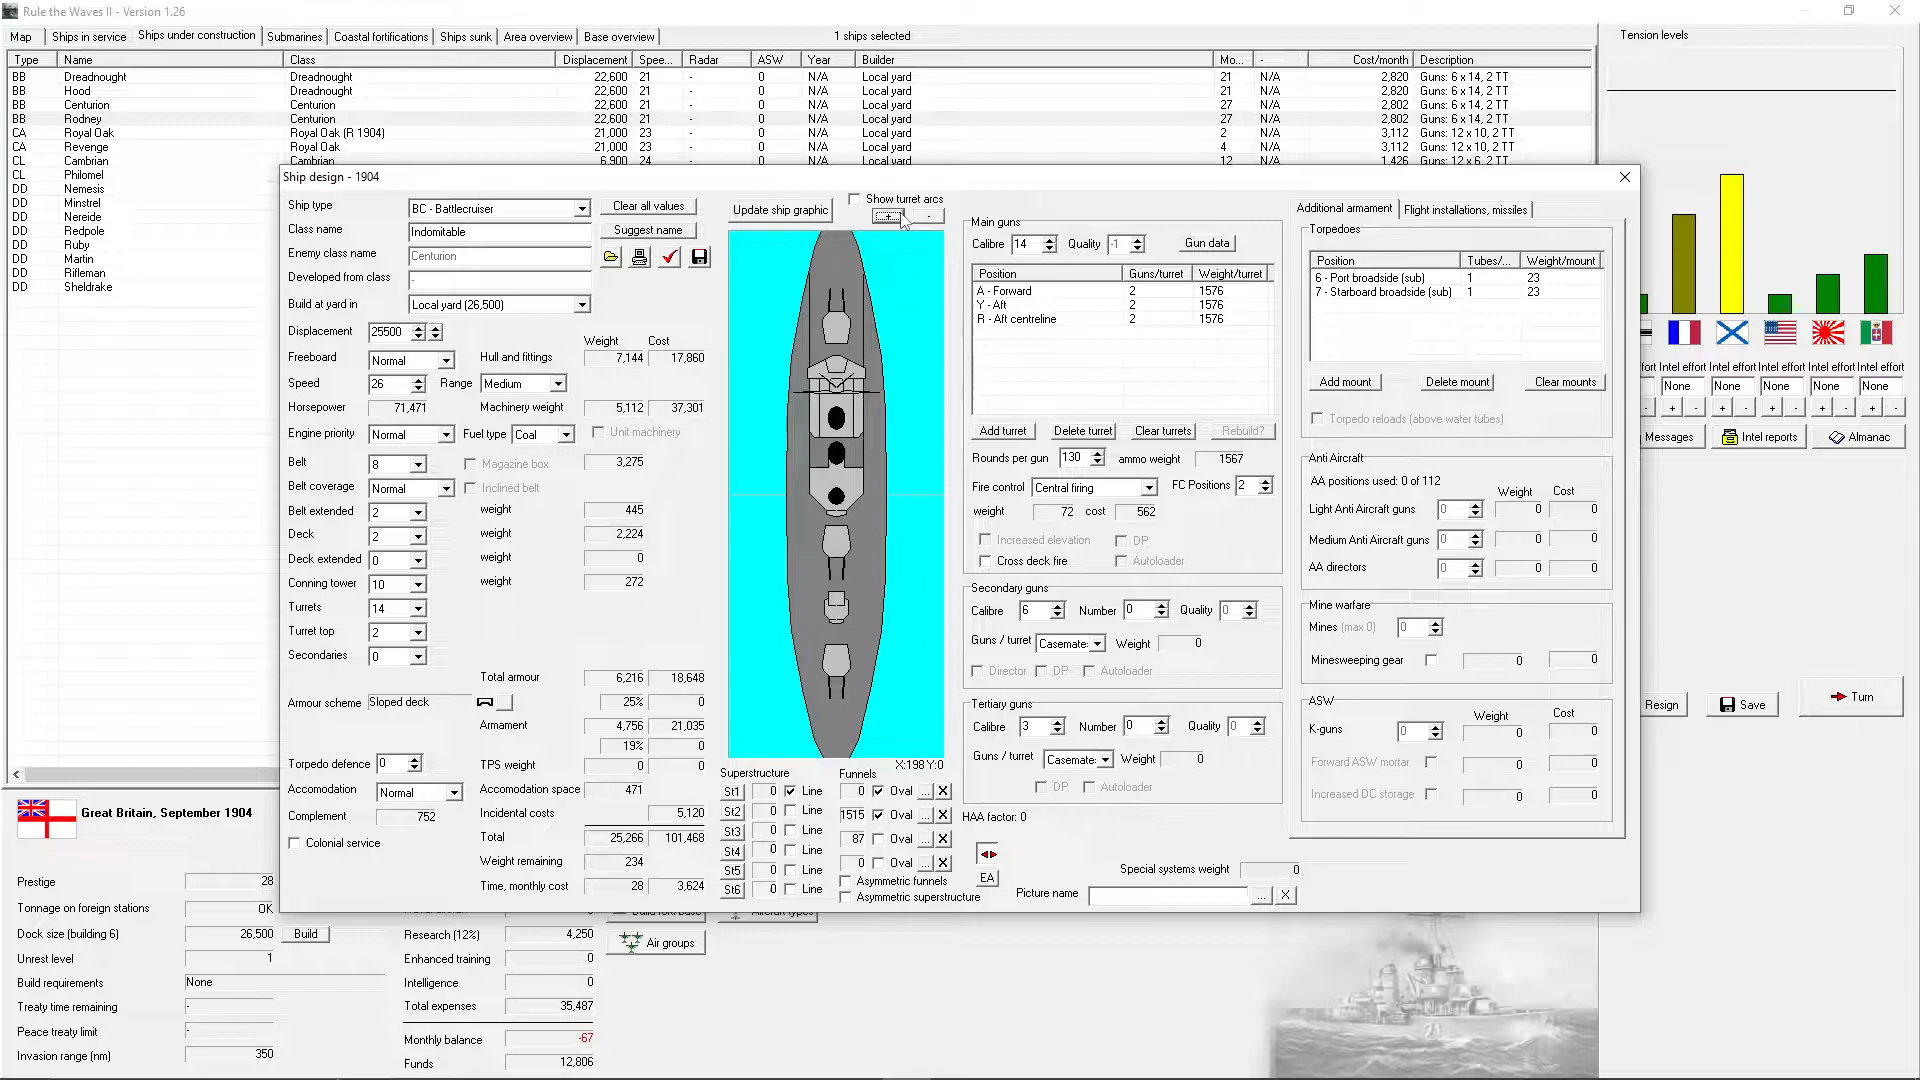 Rule the Waves II - Version 1.26
Map Ships in service Ships under construction Submarines Coastal fortifications Ships sunk Area overview Base overview 1 ships selected Tension levels
Type Name Class Displacement Spee... Radar ASW Year Builder Mo... - Cost/month Description
BB Dreadnought Dreadnought 22,600 21 - 0 N/A Local yard 21 N/A 2,820 Guns: 6 x 14, 2 TT
BB Hood Dreadnought 22,600 21 - 0 N/A Local yard 21 N/A 2,820 Guns: 6 x 14, 2 TT
BB Centurion Centurion 22,600 21 - 0 N/A Local yard 27 N/A 2,802 Guns: 6 x 14, 2 TT
BB Rodney Centurion 22,600 21 - 0 N/A Local yard 27 N/A 2,802 Guns: 6 x 14, 2 TT
CA Royal Oak Royal Oak (R 1904) 21,000 23 - 0 N/A Local yard 2 N/A 3,112 Guns: 12 x 10, 2 TT
CA Revenge Royal Oak 21,000 23 - 0 N/A Local yard 4 N/A 3,112 Guns: 12 x 10, 2 TT
CL Cambrian Cambrian 6,900 24 - 0 N/A Local yard 12 N/A 1,426 Guns: 12 x 6, 2 TT
CL Philomel
DD Nemesis
DD Minstrel
DD Nereide
DD Redpole
DD Ruby
DD Martin
DD Rifleman
DD Sheldrake
Ship design - 1904
Ship type BC - Battlecruiser Clear all values
Class name Indomitable Suggest name
Enemy class name Centurion
Developed from class -
Build at yard in Local yard (26,500)
Displacement 25500 Weight Cost
Freeboard Normal Hull and fittings 7,144 17,860
Speed 26 Range Medium
Horsepower 71,471 Machinery weight 5,112 37,301
Engine priority Normal Fuel type Coal Unit machinery
Belt 8 Magazine box 3,275
Belt coverage Normal Inclined belt
Belt extended 2 weight 445
Deck 2 weight 2,224
Deck extended 0 weight 0
Conning tower 10 weight 272
Turrets 14
Turret top 2
Secondaries 0
Total armour 6,216 18,648
Armour scheme Sloped deck 25% 0
Armament 4,756 21,035
19% 0
Torpedo defence 0 TPS weight 0 0
Accomodation Normal Accomodation space 471
Complement 752 Incidental costs 5,120
Colonial service Total 25,266 101,468
Weight remaining 234
Time, monthly cost 28 3,624
Update ship graphic Show turret arcs
+ -
X:198 Y:0
Superstructure Funnels
St1 0 Line 0 Oval ... X
St2 0 Line 1515 Oval ... X
St3 0 Line 87 Oval ... X
St4 0 Line 0 Oval ... X
St5 0 Line Asymmetric funnels
St6 0 Line Asymmetric superstructure
Main guns
Calibre 14 Quality -1 Gun data
Position Guns/turret Weight/turret
A - Forward 2 1576
Y - Aft 2 1576
R - Aft centreline 2 1576
Add turret Delete turret Clear turrets Rebuild?
Rounds per gun 130 ammo weight 1567
Fire control Central firing FC Positions 2
weight 72 cost 562
Increased elevation DP
Cross deck fire Autoloader
Secondary guns
Calibre 6 Number 0 Quality 0
Guns / turret Casemate: Weight 0
Director DP Autoloader
Tertiary guns
Calibre 3 Number 0 Quality 0
Guns / turret Casemate: Weight 0
DP Autoloader
HAA factor: 0
EA
Special systems weight 0
Picture name ... X
Additional armament Flight installations, missiles
Torpedoes
Position Tubes/... Weight/mount
6 - Port broadside (sub) 1 23
7 - Starboard broadside (sub) 1 23
Add mount Delete mount Clear mounts
Torpedo reloads (above water tubes)
Anti Aircraft
AA positions used: 0 of 112
Weight Cost
Light Anti Aircraft guns 0 0 0
Medium Anti Aircraft guns 0 0 0
AA directors 0 0 0
Mine warfare
Mines (max 0) 0
Minesweeping gear 0 0
ASW
Weight Cost
K-guns 0 0 0
Forward ASW mortar 0 0
Increased DC storage 0 0
fort Intel effort Intel effort Intel effort Intel effort Intel effort
None None None None None
- + - + - + - + - + -
Messages Intel reports Almanac
Resign Save Turn
Great Britain, September 1904
Prestige 28
Tonnage on foreign stations OK
Dock size (building 6) 26,500 Build
Unrest level 1
Build requirements None
Treaty time remaining -
Peace treaty limit -
Invasion range (nm) 350
Research (12%) 4,250
Enhanced training 0
Intelligence 0
Total expenses 35,487
Monthly balance -67
Funds 12,806
Air groups